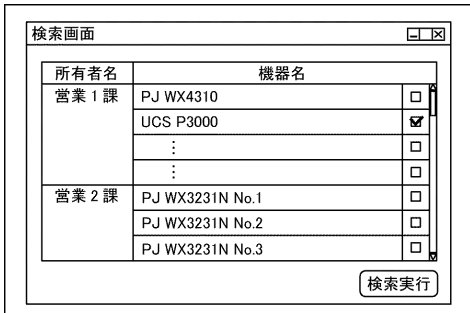 検索画面
所有者名 機器名
営業1課 PJ WX4310
UCS P3000
⋮
⋮
営業2課 PJ WX3231N No.1
PJ WX3231N No.2
PJ WX3231N No.3
検索実行